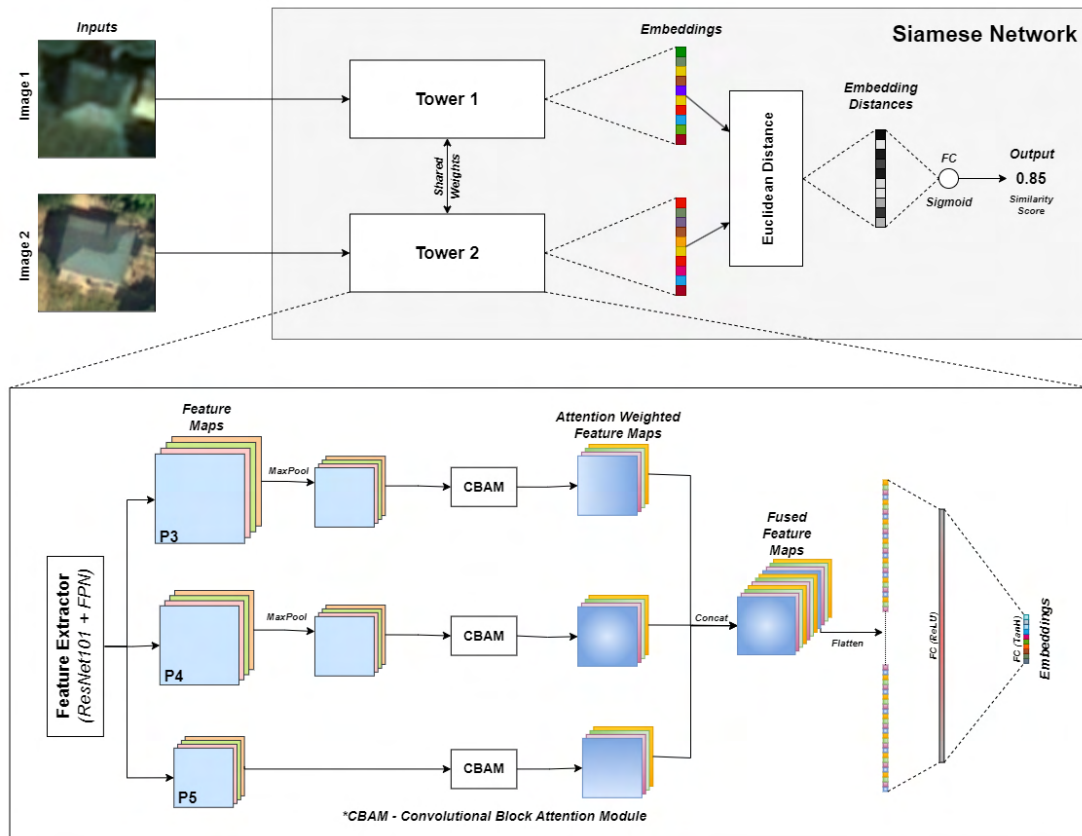 Inputs
Image 1
Image 2
Siamese Network
Embeddings
Tower 1
Shared
Weights
Tower 2
Euclidean Distance
Embedding
Distances
FC
Sigmoid
Output
0.85
Similarity
Score
Feature
Maps
Attention Weighted
Feature Maps
Feature Extractor
(ResNet101 + FPN)
P3
MaxPool
CBAM
P4
MaxPool
CBAM
P5
CBAM
Concat
Fused
Feature
Maps
Flatten
FC (ReLU)
FC (TanH)
Embeddings
*CBAM - Convolutional Block Attention Module